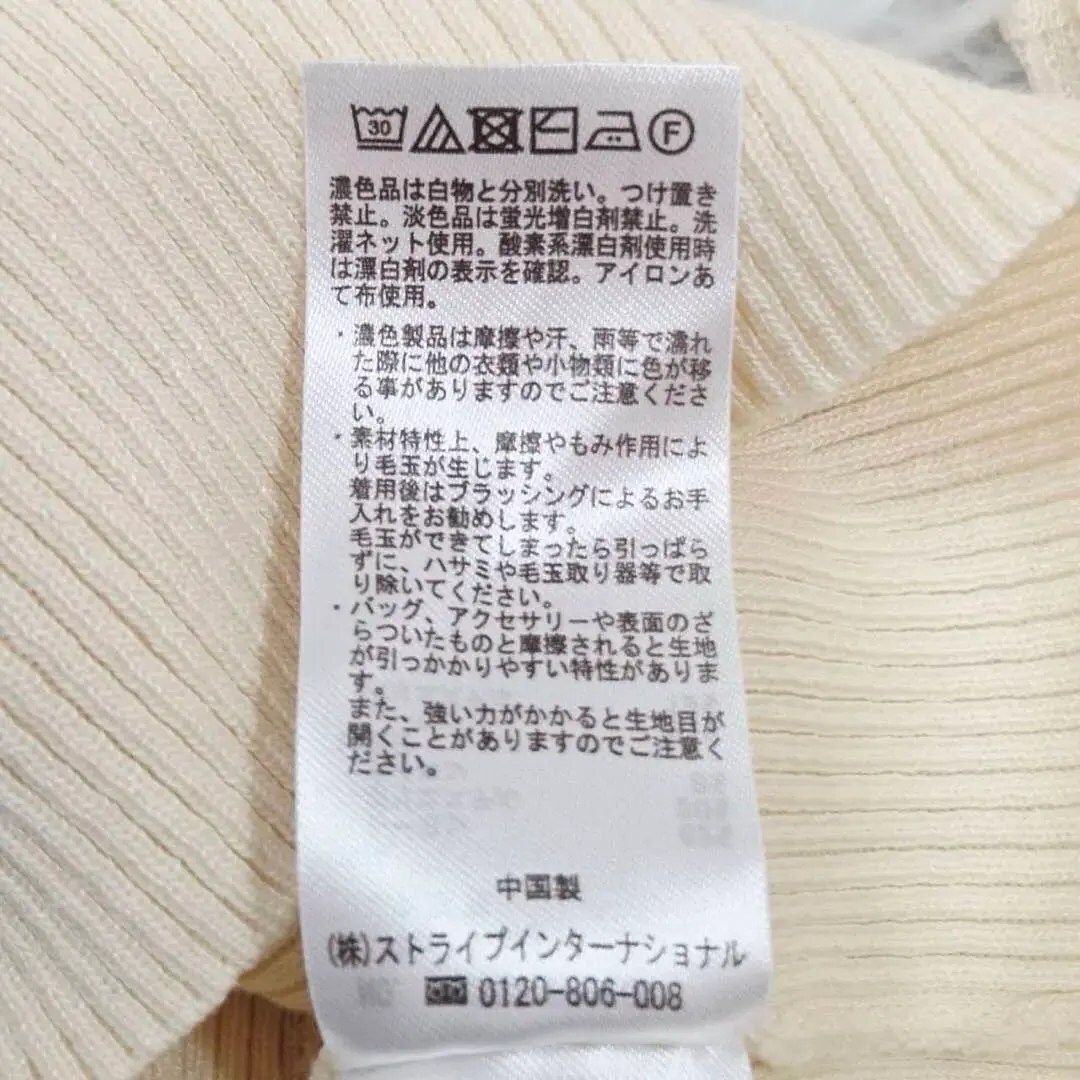 30 F
濃色品は白物と分別洗い。つけ置き
禁止。淡色品は蛍光増白剤禁止。洗
濯ネット使用。酸素系漂白剤使用時
は漂白剤の表示を確認。アイロンあ
て布使用。
・濃色製品は摩擦や汗、雨等で濡れ
た際に他の衣類や小物類に色が移
る事がありますのでご注意くださ
い。
・素材特性上、摩擦やもみ作用によ
り毛玉が生じます。
着用後はブラッシングによるお手
入れをお勧めします。
毛玉ができてしまったら引っぱら
ずに、ハサミや毛玉取り器等で取
り除いてください。
・バッグ、アクセサリーや表面のざ
らついたものと摩擦されると生地
が引っかかりやすい特性がありま
す。
また、強い力がかかると生地目が
開くことがありますのでご注意く
ださい。
中国製
(株)ストライプインターナショナル
0120-806-008